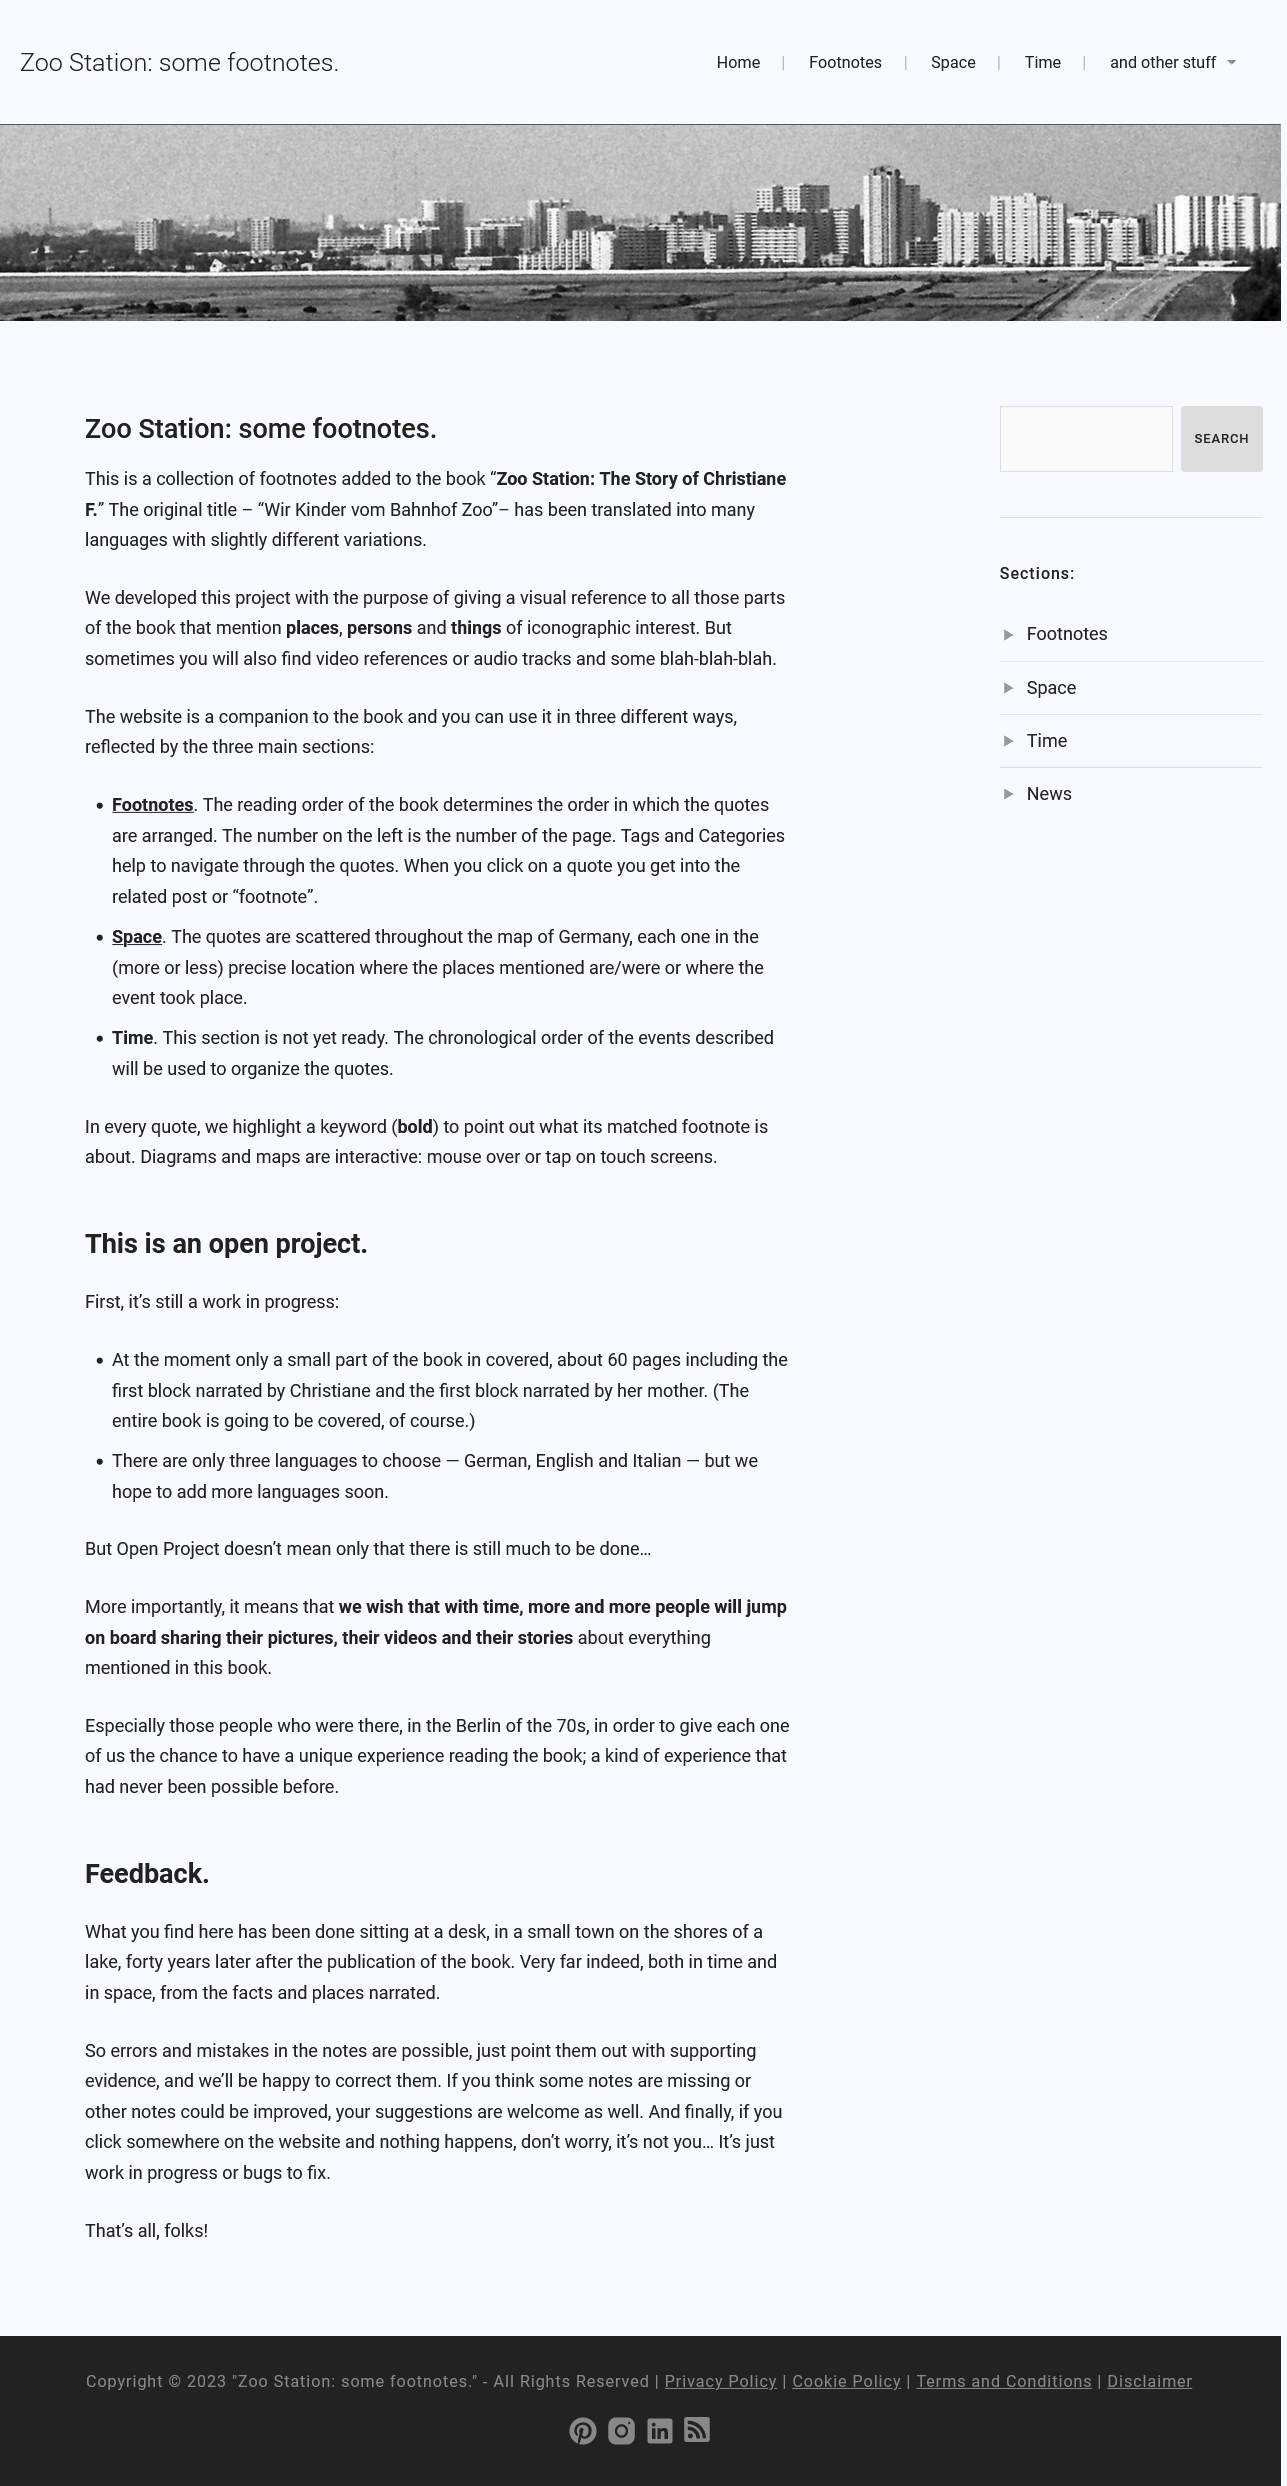 Zoo Station: some footnotes.
Home | Footnotes | Space | Time | and other stuff
Zoo Station: some footnotes.
This is a collection of footnotes added to the book “Zoo Station: The Story of Christiane
F.” The original title – “Wir Kinder vom Bahnhof Zoo”– has been translated into many
languages with slightly different variations.
We developed this project with the purpose of giving a visual reference to all those parts
of the book that mention places, persons and things of iconographic interest. But
sometimes you will also find video references or audio tracks and some blah-blah-blah.
The website is a companion to the book and you can use it in three different ways,
reflected by the three main sections:
• Footnotes. The reading order of the book determines the order in which the quotes
are arranged. The number on the left is the number of the page. Tags and Categories
help to navigate through the quotes. When you click on a quote you get into the
related post or “footnote”.
• Space. The quotes are scattered throughout the map of Germany, each one in the
(more or less) precise location where the places mentioned are/were or where the
event took place.
• Time. This section is not yet ready. The chronological order of the events described
will be used to organize the quotes.
In every quote, we highlight a keyword (bold) to point out what its matched footnote is
about. Diagrams and maps are interactive: mouse over or tap on touch screens.
This is an open project.
First, it’s still a work in progress:
• At the moment only a small part of the book in covered, about 60 pages including the
first block narrated by Christiane and the first block narrated by her mother. (The
entire book is going to be covered, of course.)
• There are only three languages to choose — German, English and Italian — but we
hope to add more languages soon.
But Open Project doesn’t mean only that there is still much to be done…
More importantly, it means that we wish that with time, more and more people will jump
on board sharing their pictures, their videos and their stories about everything
mentioned in this book.
Especially those people who were there, in the Berlin of the 70s, in order to give each one
of us the chance to have a unique experience reading the book; a kind of experience that
had never been possible before.
Feedback.
What you find here has been done sitting at a desk, in a small town on the shores of a
lake, forty years later after the publication of the book. Very far indeed, both in time and
in space, from the facts and places narrated.
So errors and mistakes in the notes are possible, just point them out with supporting
evidence, and we’ll be happy to correct them. If you think some notes are missing or
other notes could be improved, your suggestions are welcome as well. And finally, if you
click somewhere on the website and nothing happens, don’t worry, it’s not you… It’s just
work in progress or bugs to fix.
That’s all, folks!
SEARCH
Sections:
Footnotes
Space
Time
News
Copyright © 2023 "Zoo Station: some footnotes." - All Rights Reserved | Privacy Policy | Cookie Policy | Terms and Conditions | Disclaimer